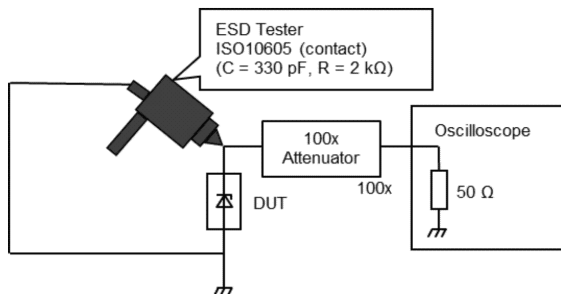 ESD Tester
ISO10605 (contact)
(C = 330 pF, R = 2 kΩ)
100x
Attenuator
100x
Oscilloscope
50 Ω
DUT